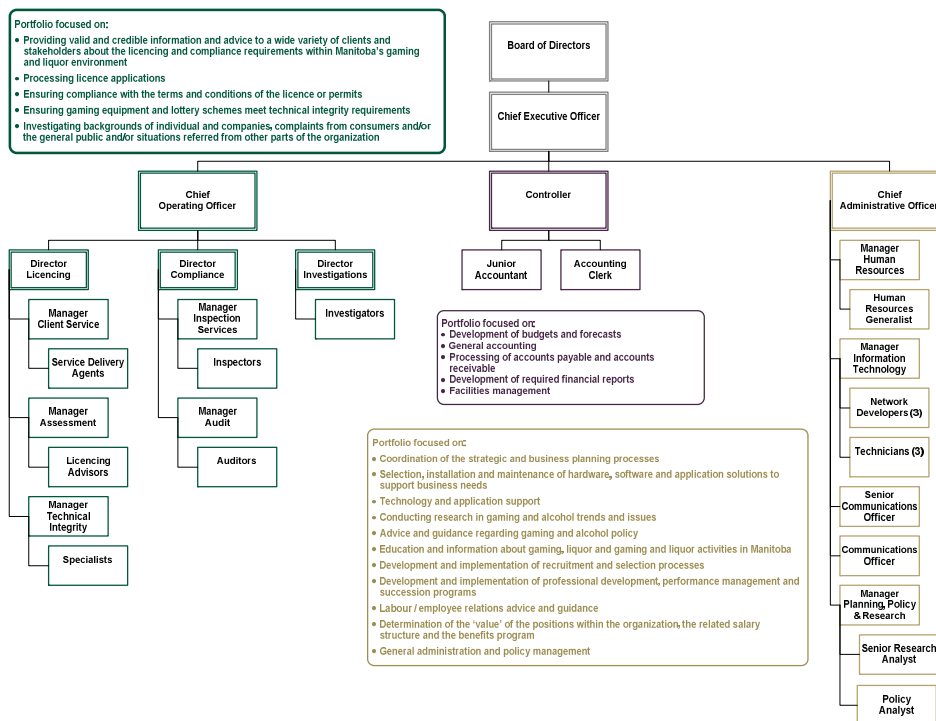 Portfolio focused on:
• Providing valid and credible information and advice to a wide variety of clients and
stakeholders about the licencing and compliance requirements within Manitoba's gaming
and liquor environment
• Processing licence applications
• Ensuring compliance with the terms and conditions of the licence or permits
• Ensuring gaming equipment and lottery schemes meet technical integrity requirements
• Investigating backgrounds of individual and companies, complaints from consumers and/or
the general public and/or situations referred from other parts of the organization
Board of Directors
Chief Executive Officer
Chief
Operating Officer
Controller
Chief
Administrative Officer
Director
Licencing
Director
Compliance
Director
Investigations
Junior
Accountant
Accounting
Clerk
Manager
Client Service
Service Delivery
Agents
Manager
Assessment
Licencing
Advisors
Manager
Technical
Integrity
Specialists
Manager
Inspection
Services
Inspectors
Manager
Audit
Auditors
Investigators
Portfolio focused on:
• Development of budgets and forecasts
• General accounting
• Processing of accounts payable and accounts
receivable
• Development of required financial reports
• Facilities management
Portfolio focused on:
• Coordination of the strategic and business planning processes
• Selection, installation and maintenance of hardware, software and application solutions to
support business needs
• Technology and application support
• Conducting research in gaming and alcohol trends and issues
• Advice and guidance regarding gaming and alcohol policy
• Education and information about gaming, liquor and gaming and liquor activities in Manitoba
• Development and implementation of recruitment and selection processes
• Development and implementation of professional development, performance management and
succession programs
• Labour / employee relations advice and guidance
• Determination of the 'value' of the positions within the organization, the related salary
structure and the benefits program
• General administration and policy management
Manager
Human
Resources
Human
Resources
Generalist
Manager
Information
Technology
Network
Developers (3)
Technicians (3)
Senior
Communications
Officer
Communications
Officer
Manager
Planning, Policy
& Research
Senior Research
Analyst
Policy
Analyst